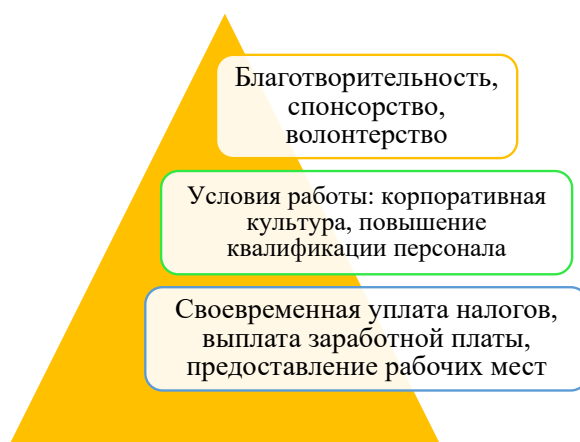 Благотворительность,
спонсорство,
волонтерство
Условия работы: корпоративная
культура, повышение
квалификации персонала
Своевременная уплата налогов,
выплата заработной платы,
предоставление рабочих мест